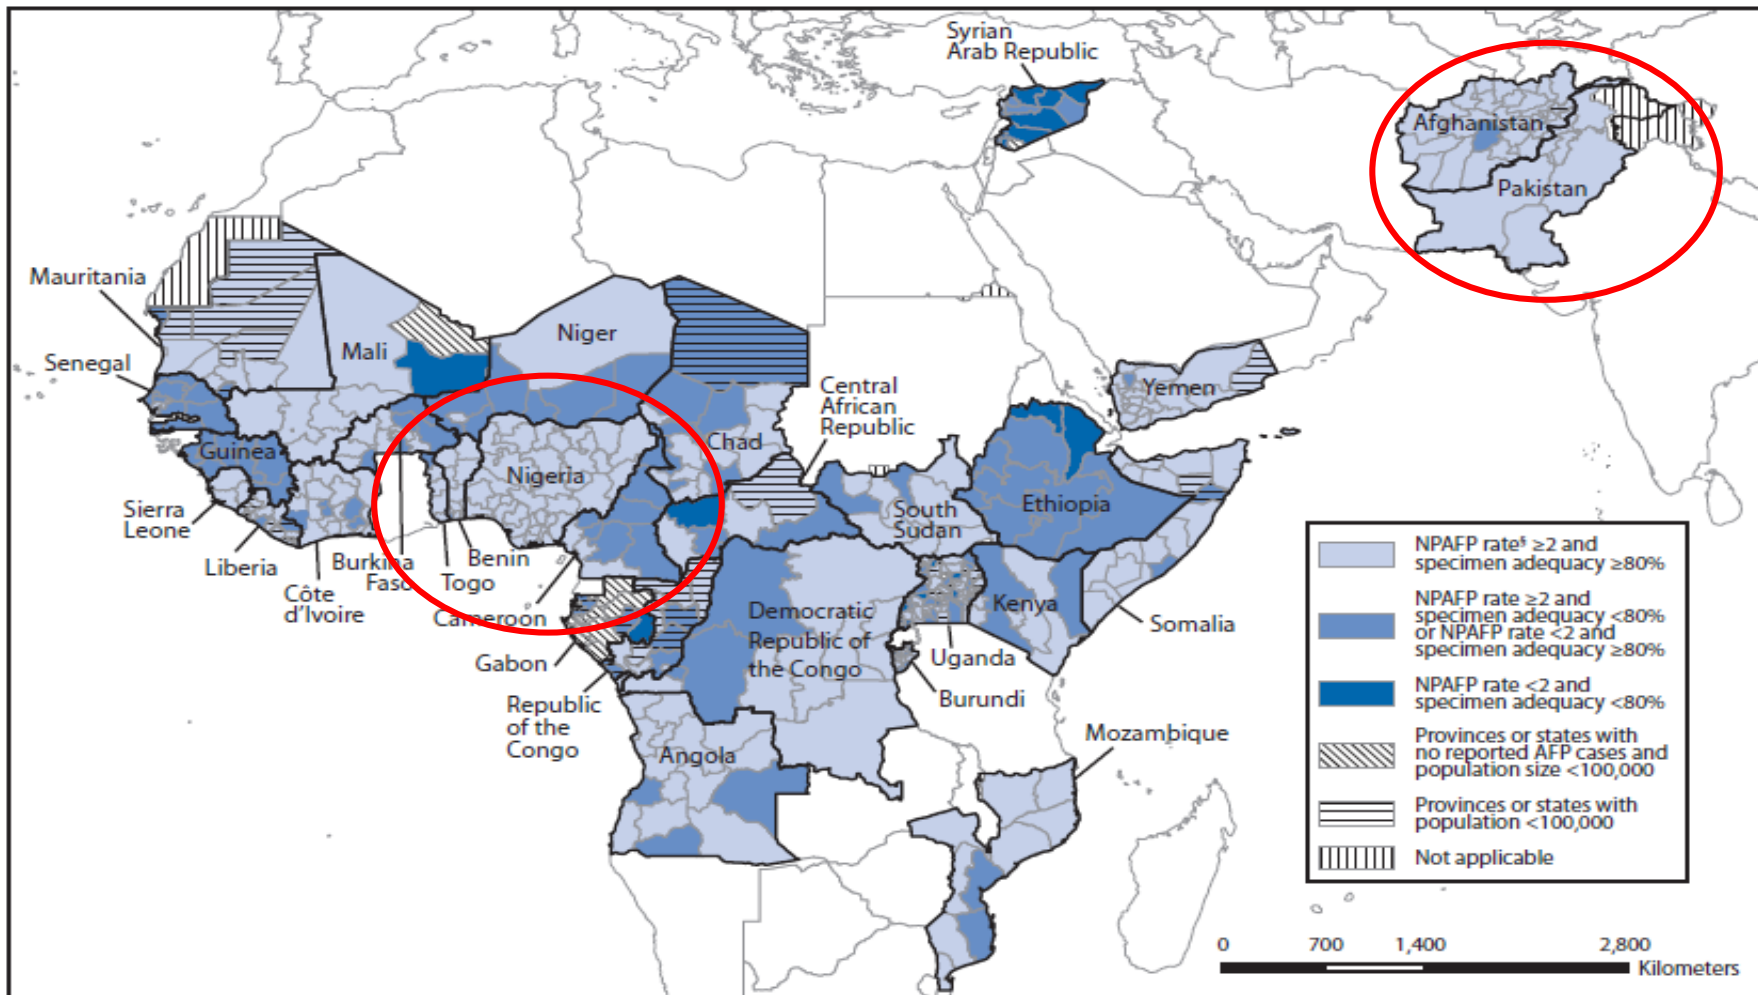 Syrian
Arab Republic
Afghanistan
Pakistan
Mauritania
Senegal
Mali
Niger
Chad
Central
African
Republic
Yemen
Guinea
Nigeria
Sierra
Leone
Liberia
Côte
d'Ivoire
Burkina
Faso
Togo
Benin
Cameroon
Gabon
Republic
of the
Congo
South
Sudan
Ethiopia
Democratic
Republic of
the Congo
Kenya
Uganda
Burundi
Somalia
Angola
Mozambique
NPAFP rate§ ≥2 and
specimen adequacy ≥80%
NPAFP rate ≥2 and
specimen adequacy <80%
or NPAFP rate <2 and
specimen adequacy ≥80%
NPAFP rate <2 and
specimen adequacy <80%
Provinces or states with
no reported AFP cases and
population size <100,000
Provinces or states with
population <100,000
Not applicable
0 700 1,400 2,800
Kilometers